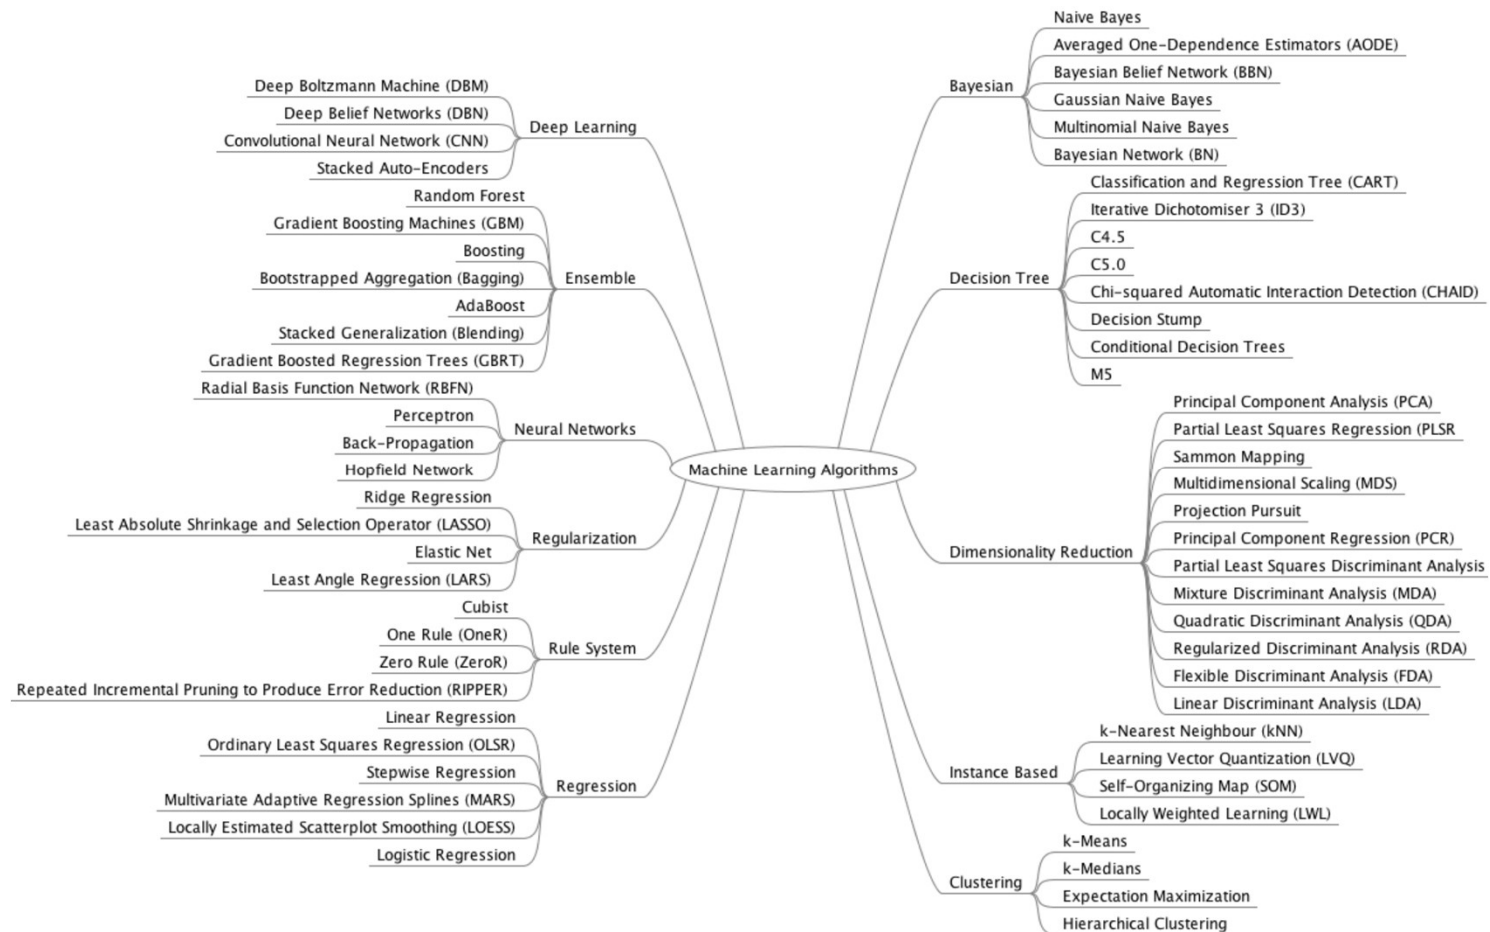 Machine Learning Algorithms
Deep Learning
Deep Boltzmann Machine (DBM)
Deep Belief Networks (DBN)
Convolutional Neural Network (CNN)
Stacked Auto-Encoders
Ensemble
Random Forest
Gradient Boosting Machines (GBM)
Boosting
Bootstrapped Aggregation (Bagging)
AdaBoost
Stacked Generalization (Blending)
Gradient Boosted Regression Trees (GBRT)
Neural Networks
Radial Basis Function Network (RBFN)
Perceptron
Back-Propagation
Hopfield Network
Regularization
Ridge Regression
Least Absolute Shrinkage and Selection Operator (LASSO)
Elastic Net
Least Angle Regression (LARS)
Rule System
Cubist
One Rule (OneR)
Zero Rule (ZeroR)
Repeated Incremental Pruning to Produce Error Reduction (RIPPER)
Regression
Linear Regression
Ordinary Least Squares Regression (OLSR)
Stepwise Regression
Multivariate Adaptive Regression Splines (MARS)
Locally Estimated Scatterplot Smoothing (LOESS)
Logistic Regression
Bayesian
Naive Bayes
Averaged One-Dependence Estimators (AODE)
Bayesian Belief Network (BBN)
Gaussian Naive Bayes
Multinomial Naive Bayes
Bayesian Network (BN)
Decision Tree
Classification and Regression Tree (CART)
Iterative Dichotomiser 3 (ID3)
C4.5
C5.0
Chi-squared Automatic Interaction Detection (CHAID)
Decision Stump
Conditional Decision Trees
M5
Dimensionality Reduction
Principal Component Analysis (PCA)
Partial Least Squares Regression (PLSR
Sammon Mapping
Multidimensional Scaling (MDS)
Projection Pursuit
Principal Component Regression (PCR)
Partial Least Squares Discriminant Analysis
Mixture Discriminant Analysis (MDA)
Quadratic Discriminant Analysis (QDA)
Regularized Discriminant Analysis (RDA)
Flexible Discriminant Analysis (FDA)
Linear Discriminant Analysis (LDA)
Instance Based
k-Nearest Neighbour (kNN)
Learning Vector Quantization (LVQ)
Self-Organizing Map (SOM)
Locally Weighted Learning (LWL)
Clustering
k-Means
k-Medians
Expectation Maximization
Hierarchical Clustering